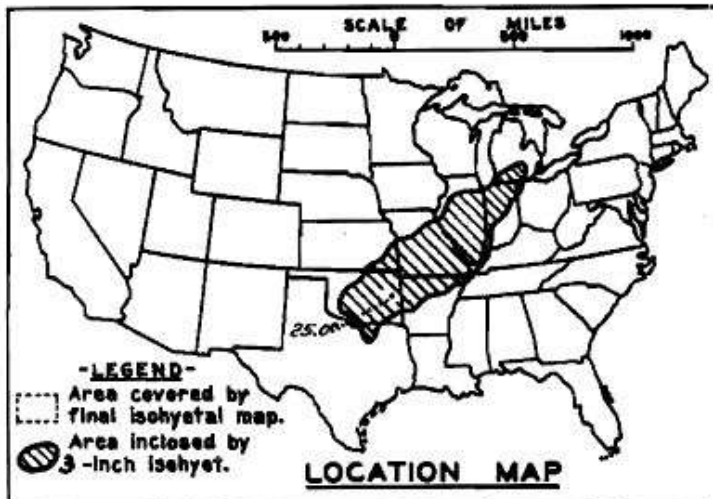 SCALE OF MILES
500 0 500 1000
25.00
-LEGEND-
Area covered by
final isohyetal map.
Area inclosed by
3-inch isohyet.
LOCATION MAP